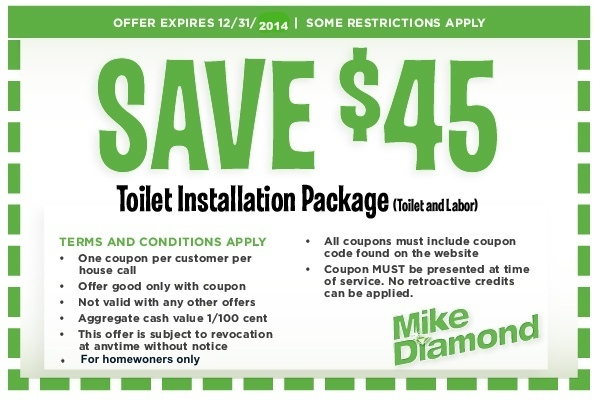 OFFER EXPIRES 12/31/2014 | SOME RESTRICTIONS APPLY
SAVE $45
Toilet Installation Package (Toilet and Labor)
TERMS AND CONDITIONS APPLY
• One coupon per customer per
house call
• Offer good only with coupon
• Not valid with any other offers
• Aggregate cash value 1/100 cent
• This offer is subject to revocation
at anytime without notice
• For homewoners only
• All coupons must include coupon
code found on the website
• Coupon MUST be presented at time
of service. No retroactive credits
can be applied.
Mike
Diamond